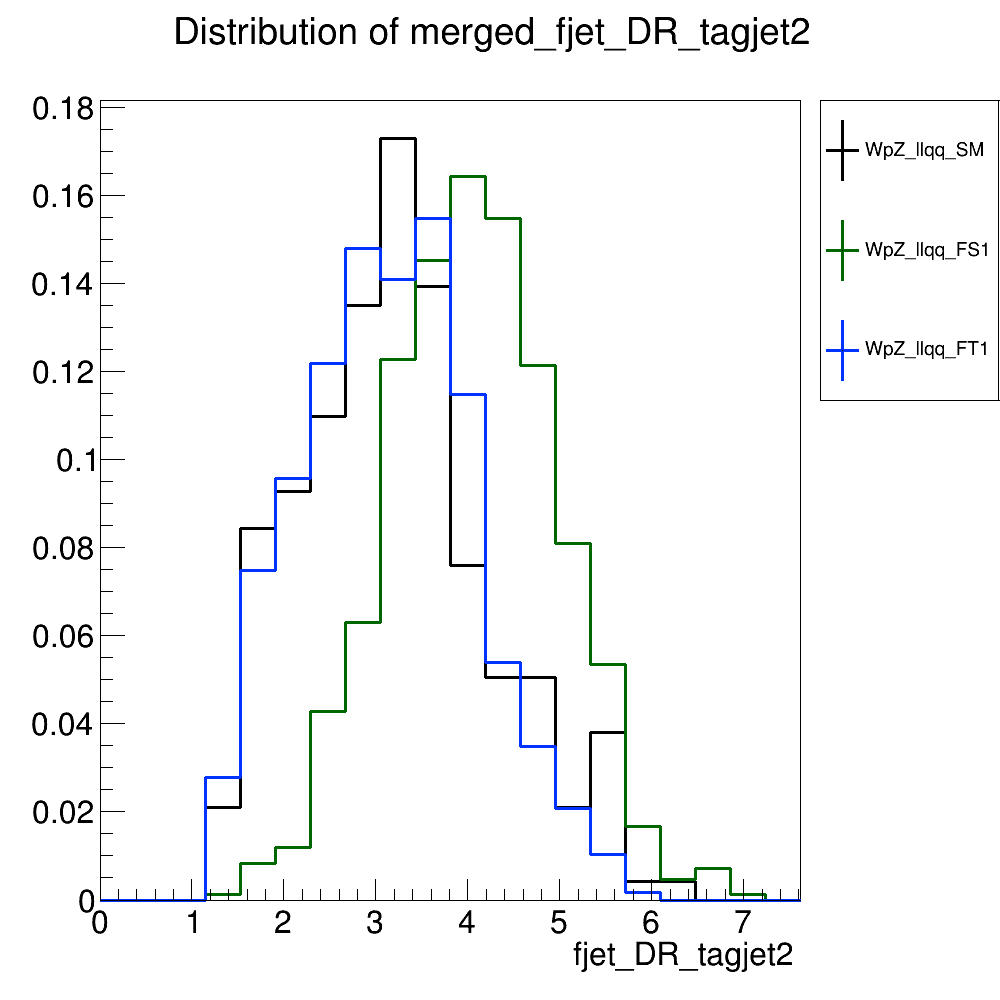 Distribution of merged_fjet_DR_tagjet2
0.18
0.16
0.14
0.12
0.1
0.08
0.06
0.04
0.02
0
0 1 2 3 4 5 6 7
fjet_DR_tagjet2
WpZ_llqq_SM
WpZ_llqq_FS1
WpZ_llqq_FT1